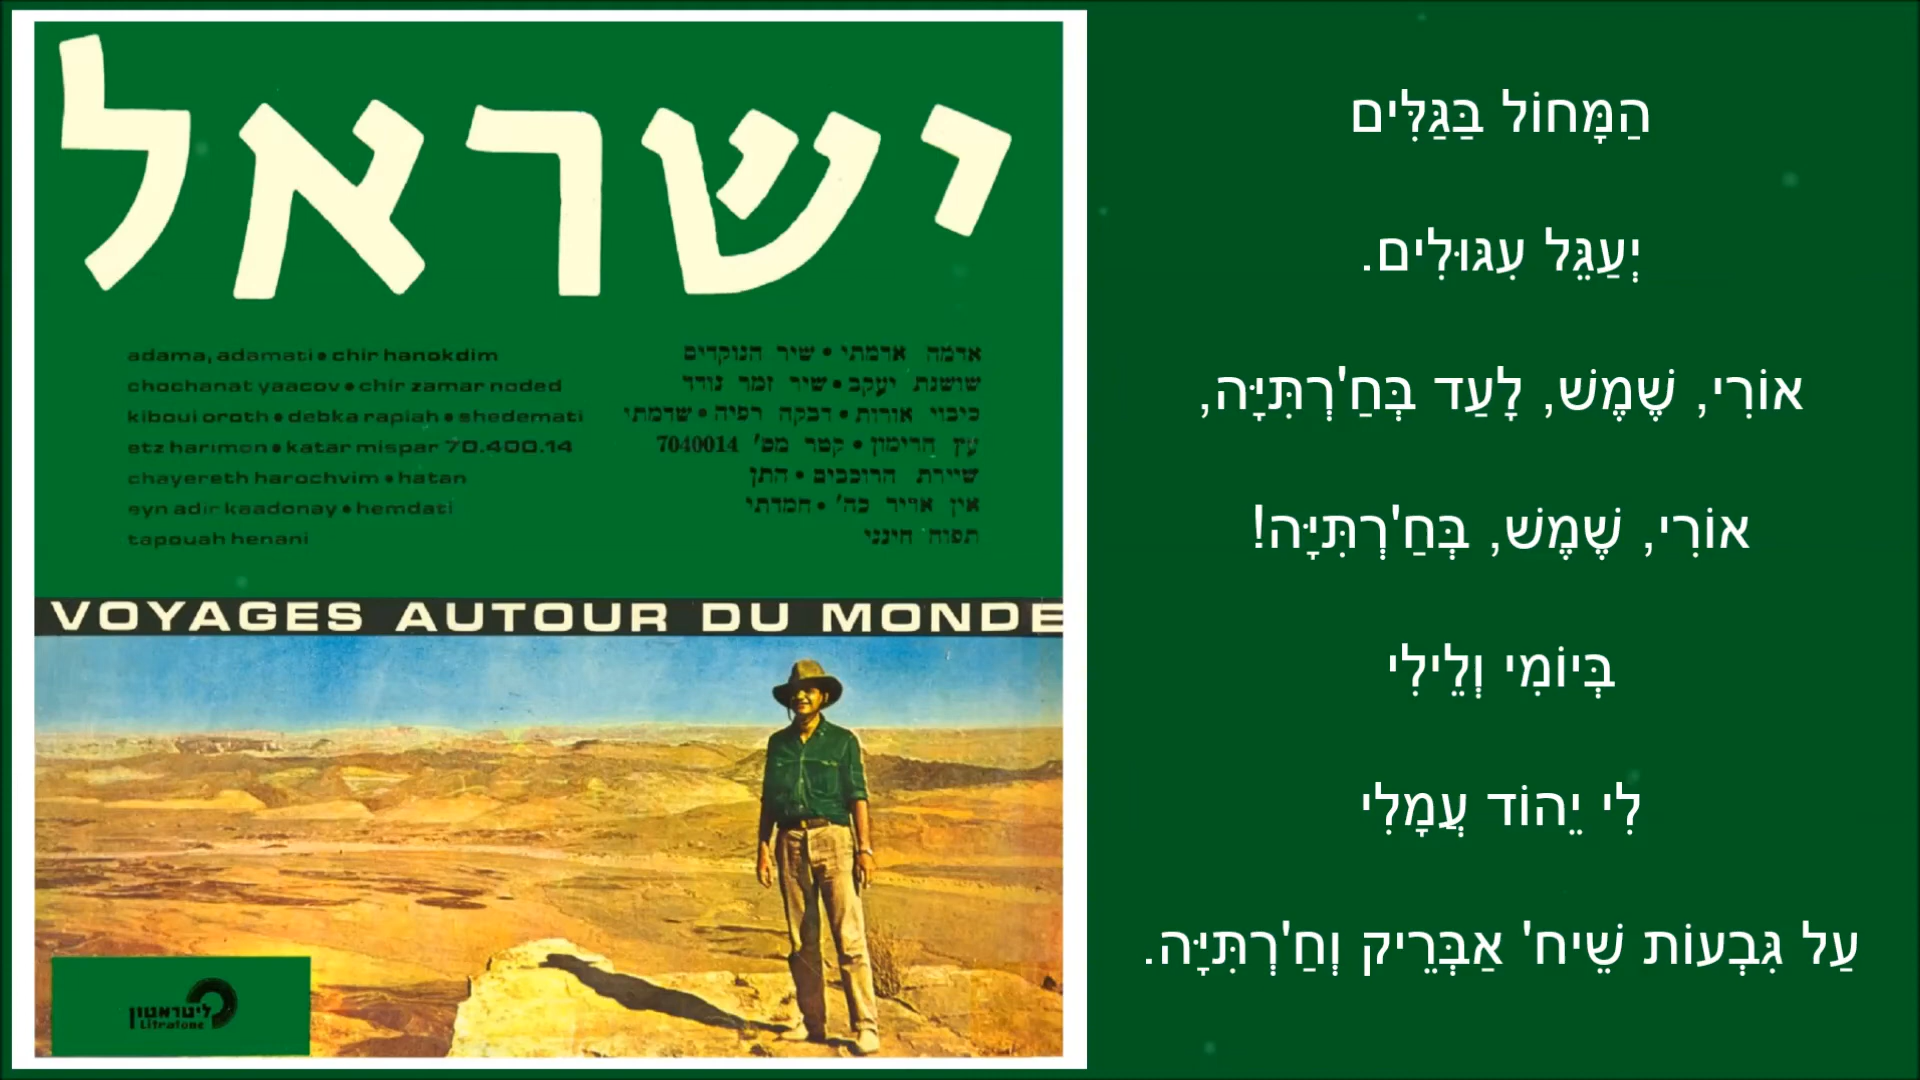 ישראל
adama, adamati • chir hanokdim
chochanat yaacov • chir zamar noded
kiboui oroth • debka rapiah • shedemati
etz harimon • katar mispar 70.400.14
chayereth harochvim • hatan
eyn adir kaadonay • hemdati
tapouah henani
אדמה אדמתי • שיר הנוקדים
שושנת יעקב • שיר זמר נודד
כיבוי אורות • דבקה רפיה • שדמתי
עץ הרימון • קטר מס' 7040014
שיירת הרוכבים • התן
אין אדיר כה' • חמדתי
תפוח חינני
VOYAGES AUTOUR DU MONDE
ליטראטון
Litratone
הַמָּחוֹל בַּגַּלִּים
יְעַגֵּל עִגּוּלִים.
אוֹרִי, שֶׁמֶשׁ, לָעַד בְּחַ'רְתִּיָּה,
אוֹרִי, שֶׁמֶשׁ, בְּחַ'רְתִּיָּה!
בְּיוֹמִי וְלֵילִי
לִי יֵהוֹד עֲמָלִי
עַל גִּבְעוֹת שֵׁיח' אַבְּרֵיק וְחַ'רְתִּיָּה.